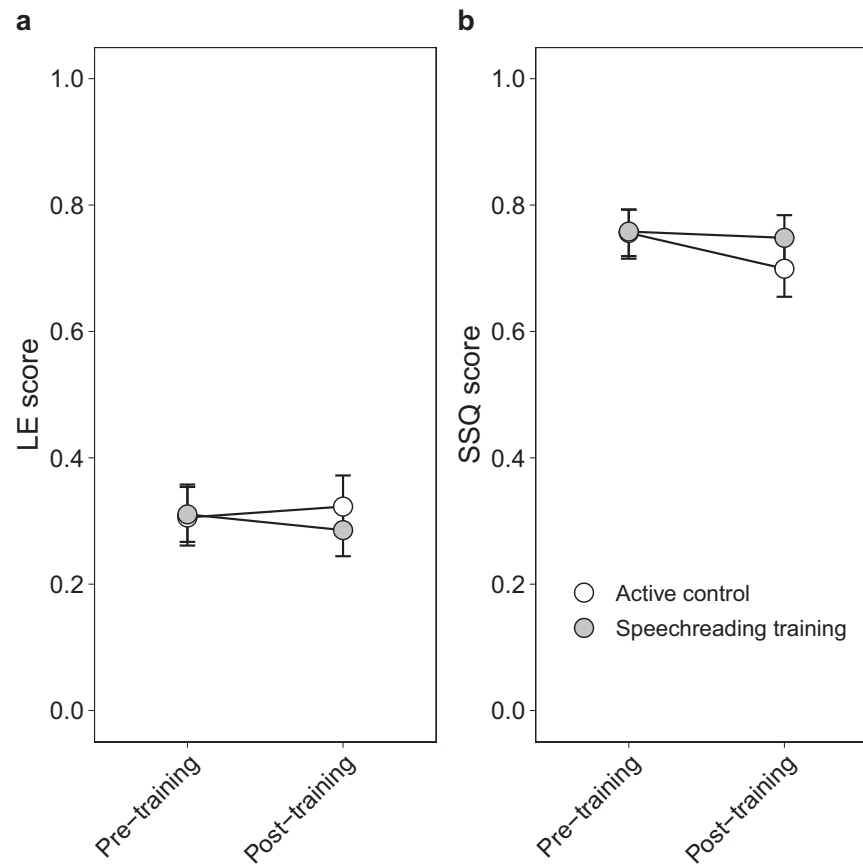 a
LE score
1.0
0.8
0.6
0.4
0.2
0.0
Pre−training
Post−training
b
SSQ score
1.0
0.8
0.6
0.4
0.2
0.0
Active control
Speechreading training
Pre−training
Post−training